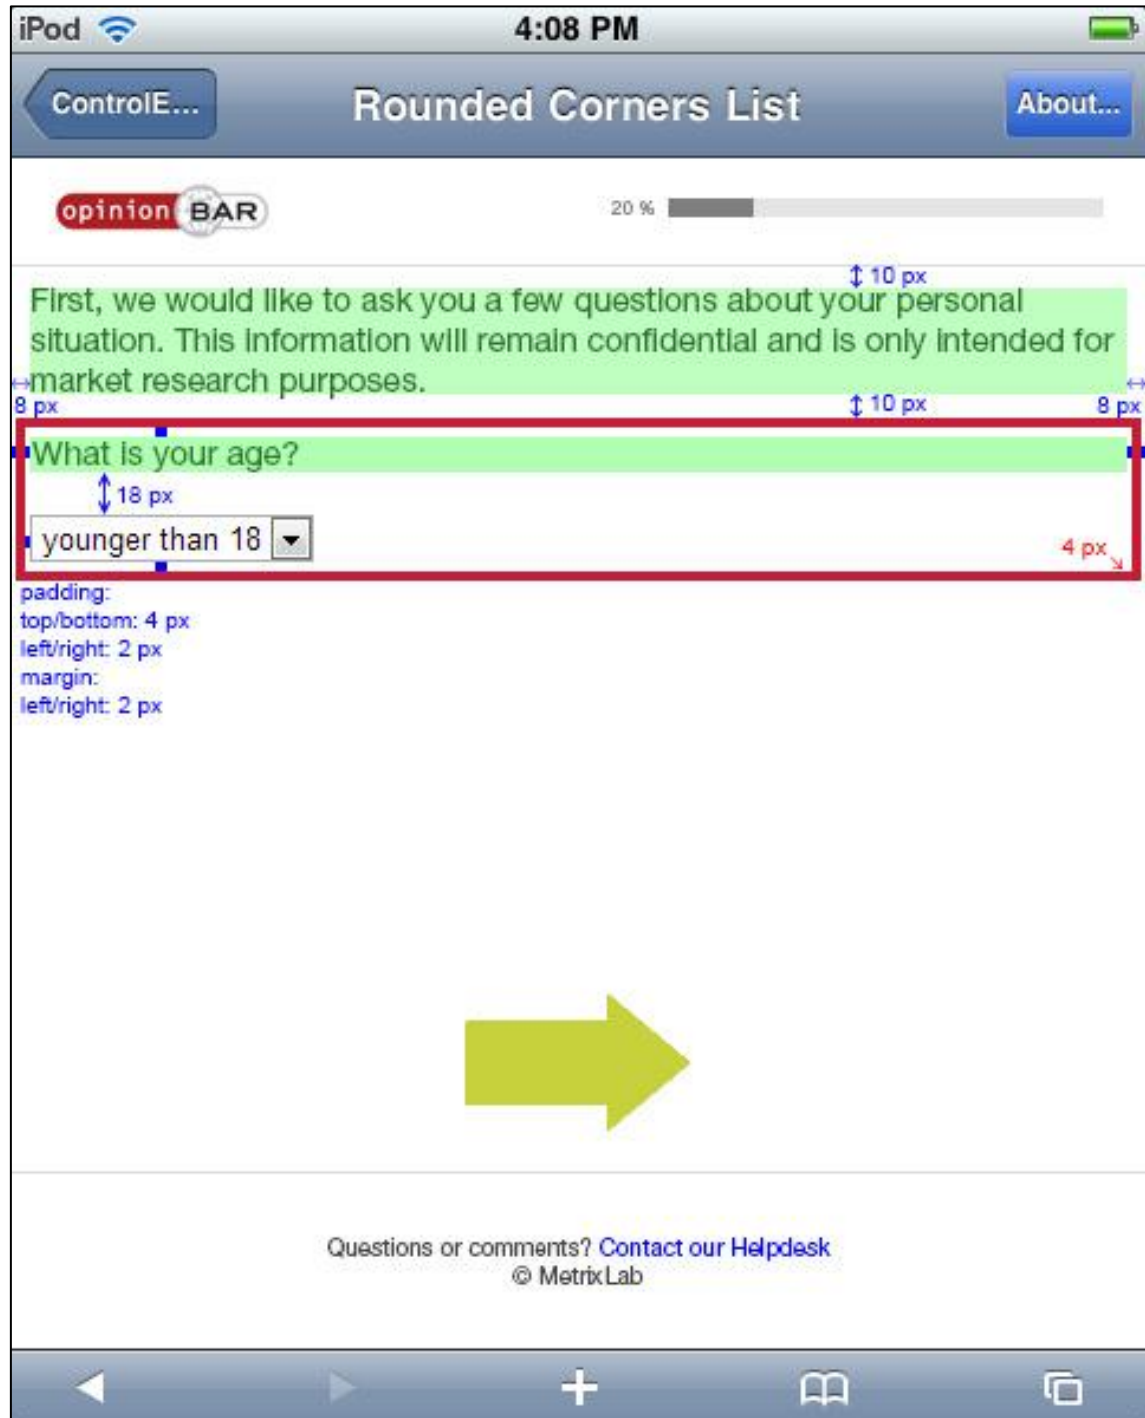 iPod 4:08 PM
ControlE... Rounded Corners List About...
opinion BAR 20 %
10 px
First, we would like to ask you a few questions about your personal
situation. This information will remain confidential and is only intended for
market research purposes.
8 px 10 px 8 px
What is your age?
18 px
younger than 18
4 px
padding:
top/bottom: 4 px
left/right: 2 px
margin:
left/right: 2 px
Questions or comments? Contact our Helpdesk
© MetrixLab